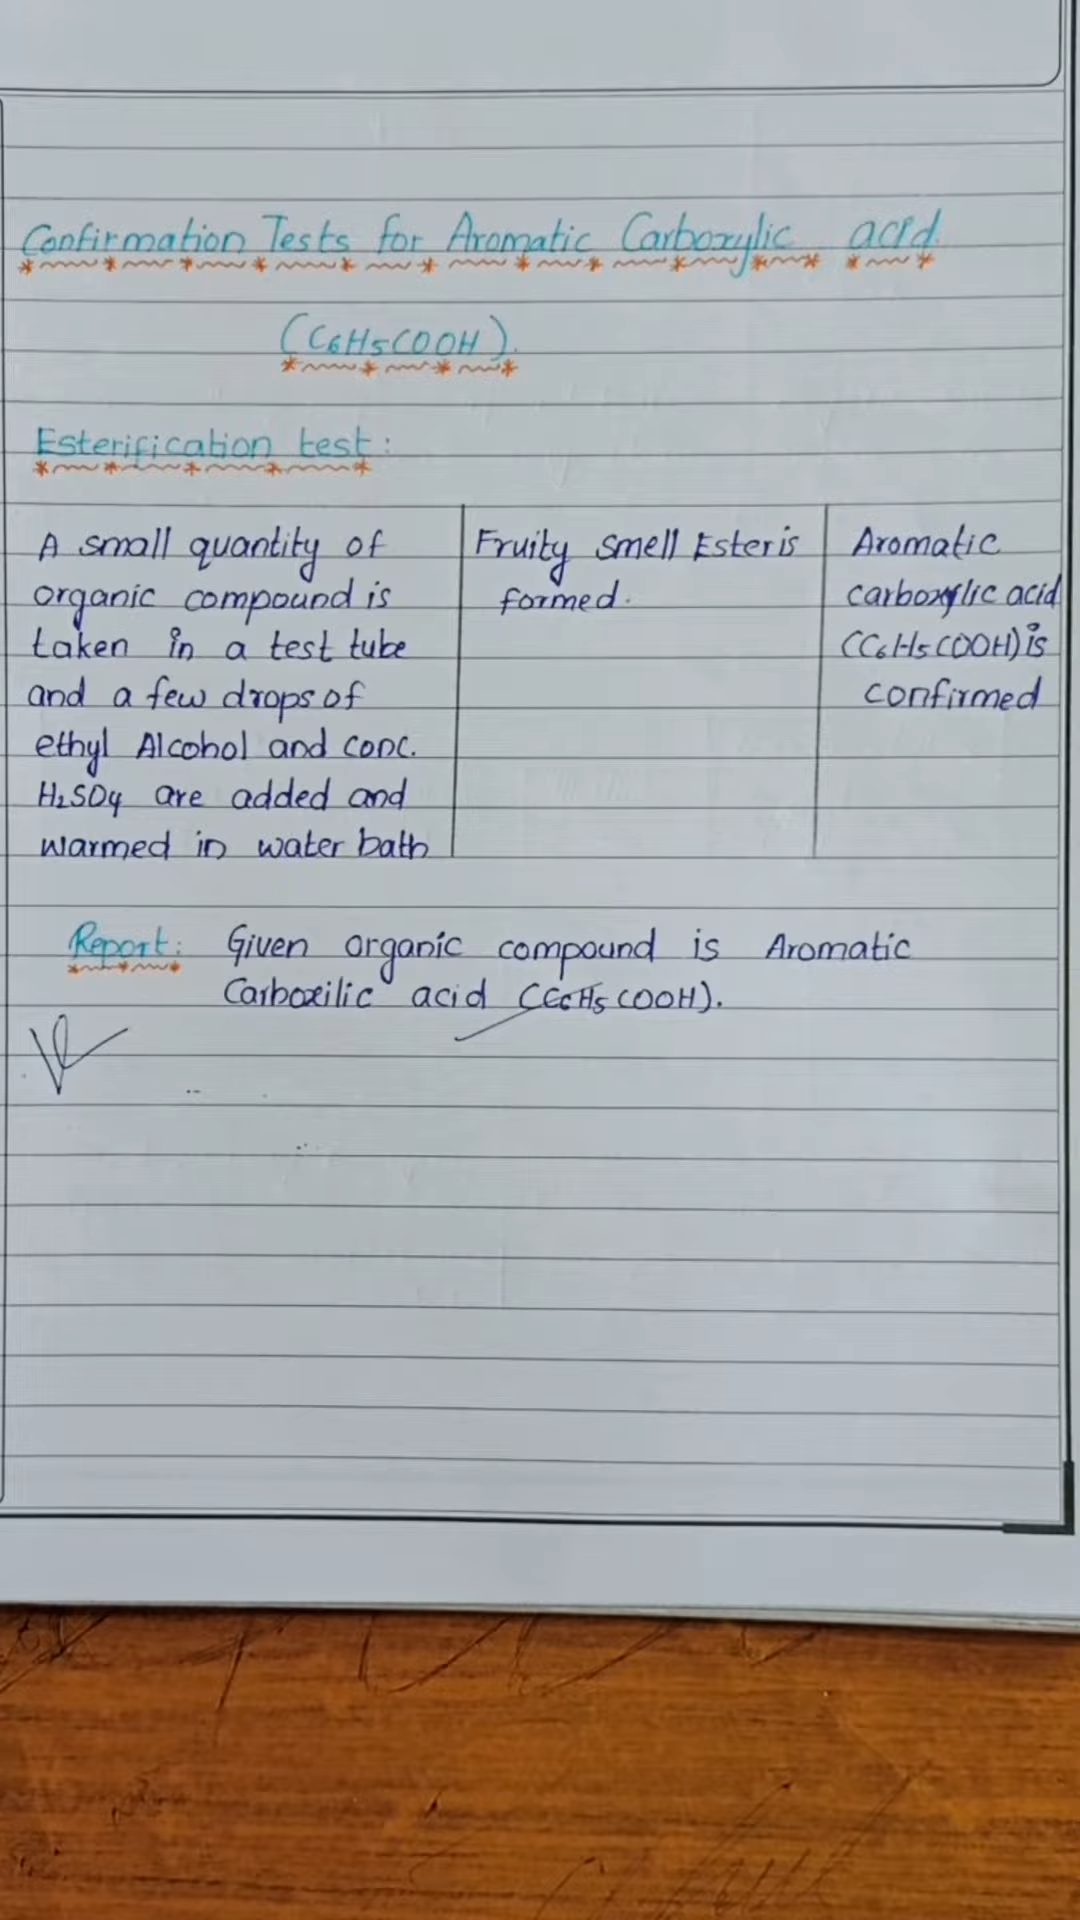 Confirmation Tests for Aromatic Carboxylic acid
(C6H5COOH).
Esterification test:
A small quantity of
organic compound is
taken in a test tube
and a few drops of
ethyl Alcohol and conc.
H2SO4 are added and
warmed in water bath
Fruity smell Ester is
formed.
Aromatic
carboxylic acid
(C6H5COOH) is
confirmed
Report: Given organic compound is Aromatic
Carboxilic acid (C6H5COOH).